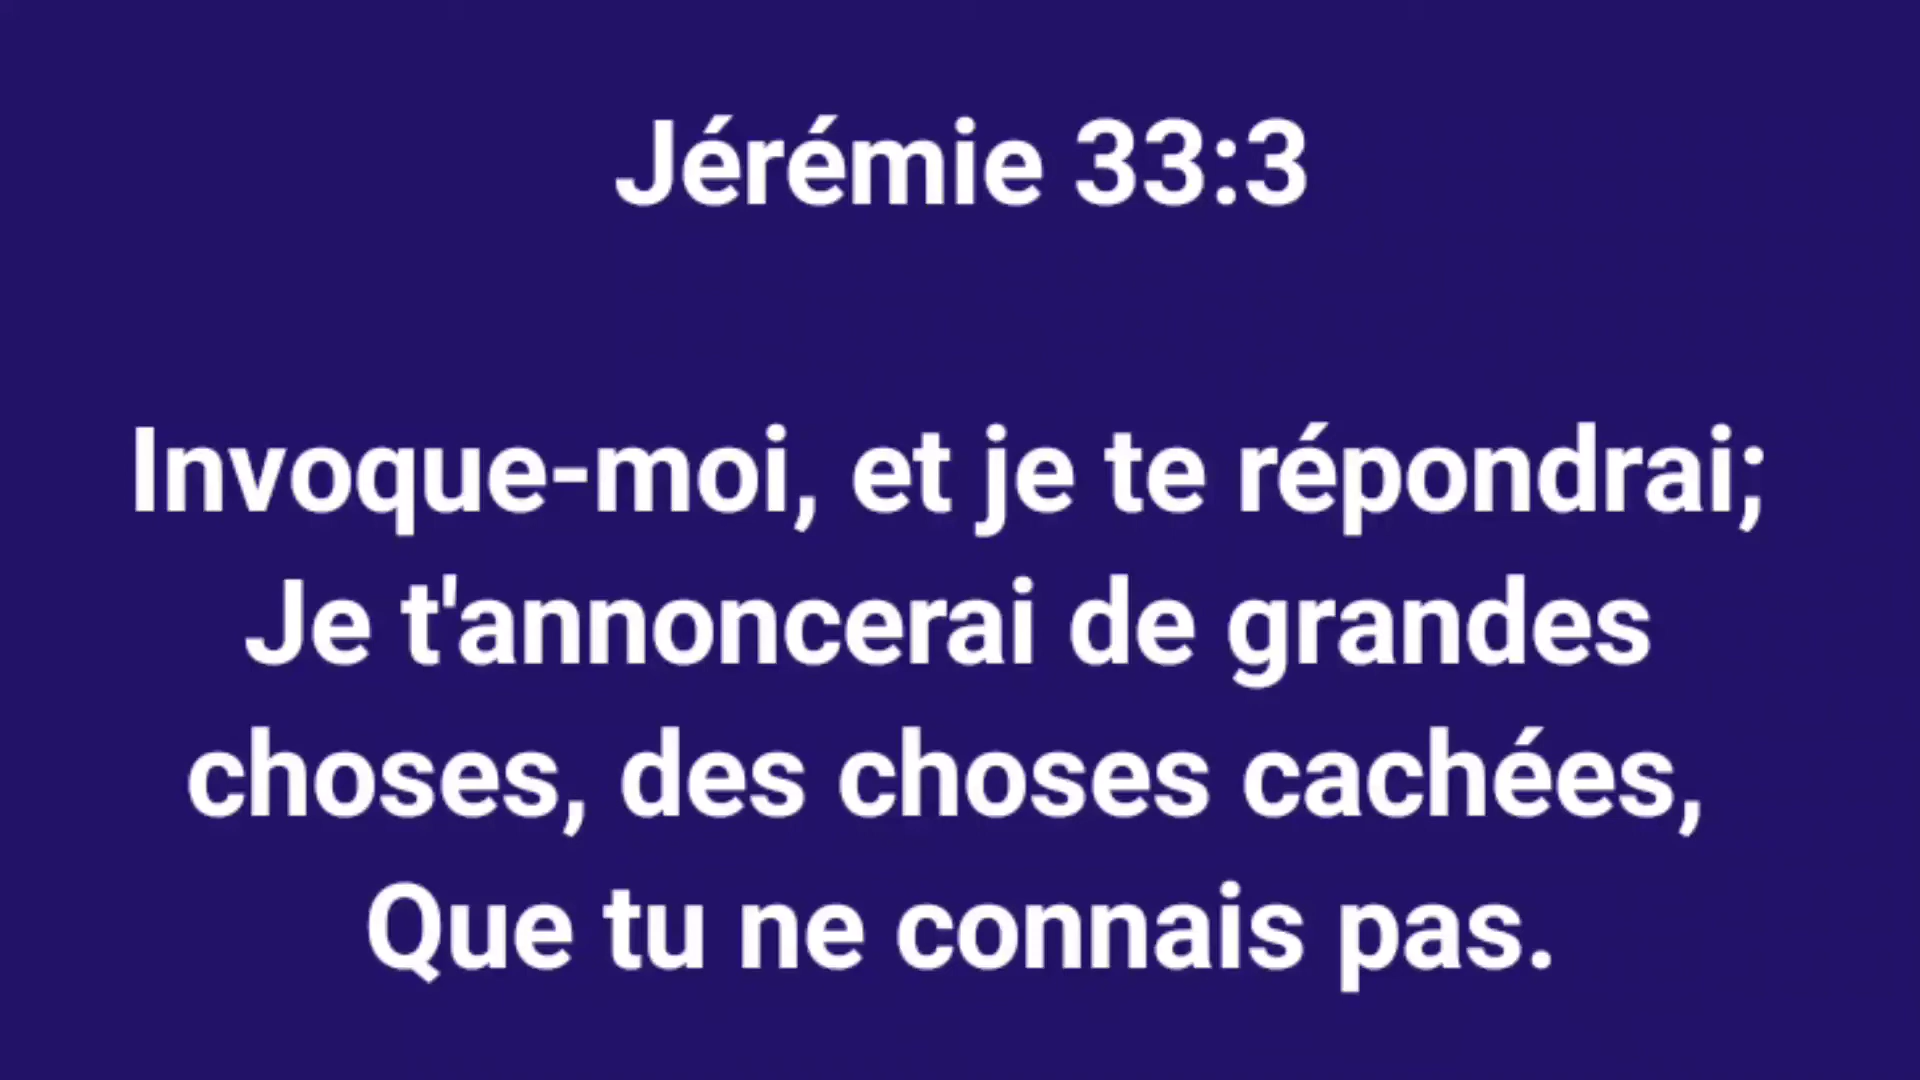 Jérémie 33:3
Invoque-moi, et je te répondrai;
Je t'annoncerai de grandes
choses, des choses cachées,
Que tu ne connais pas.